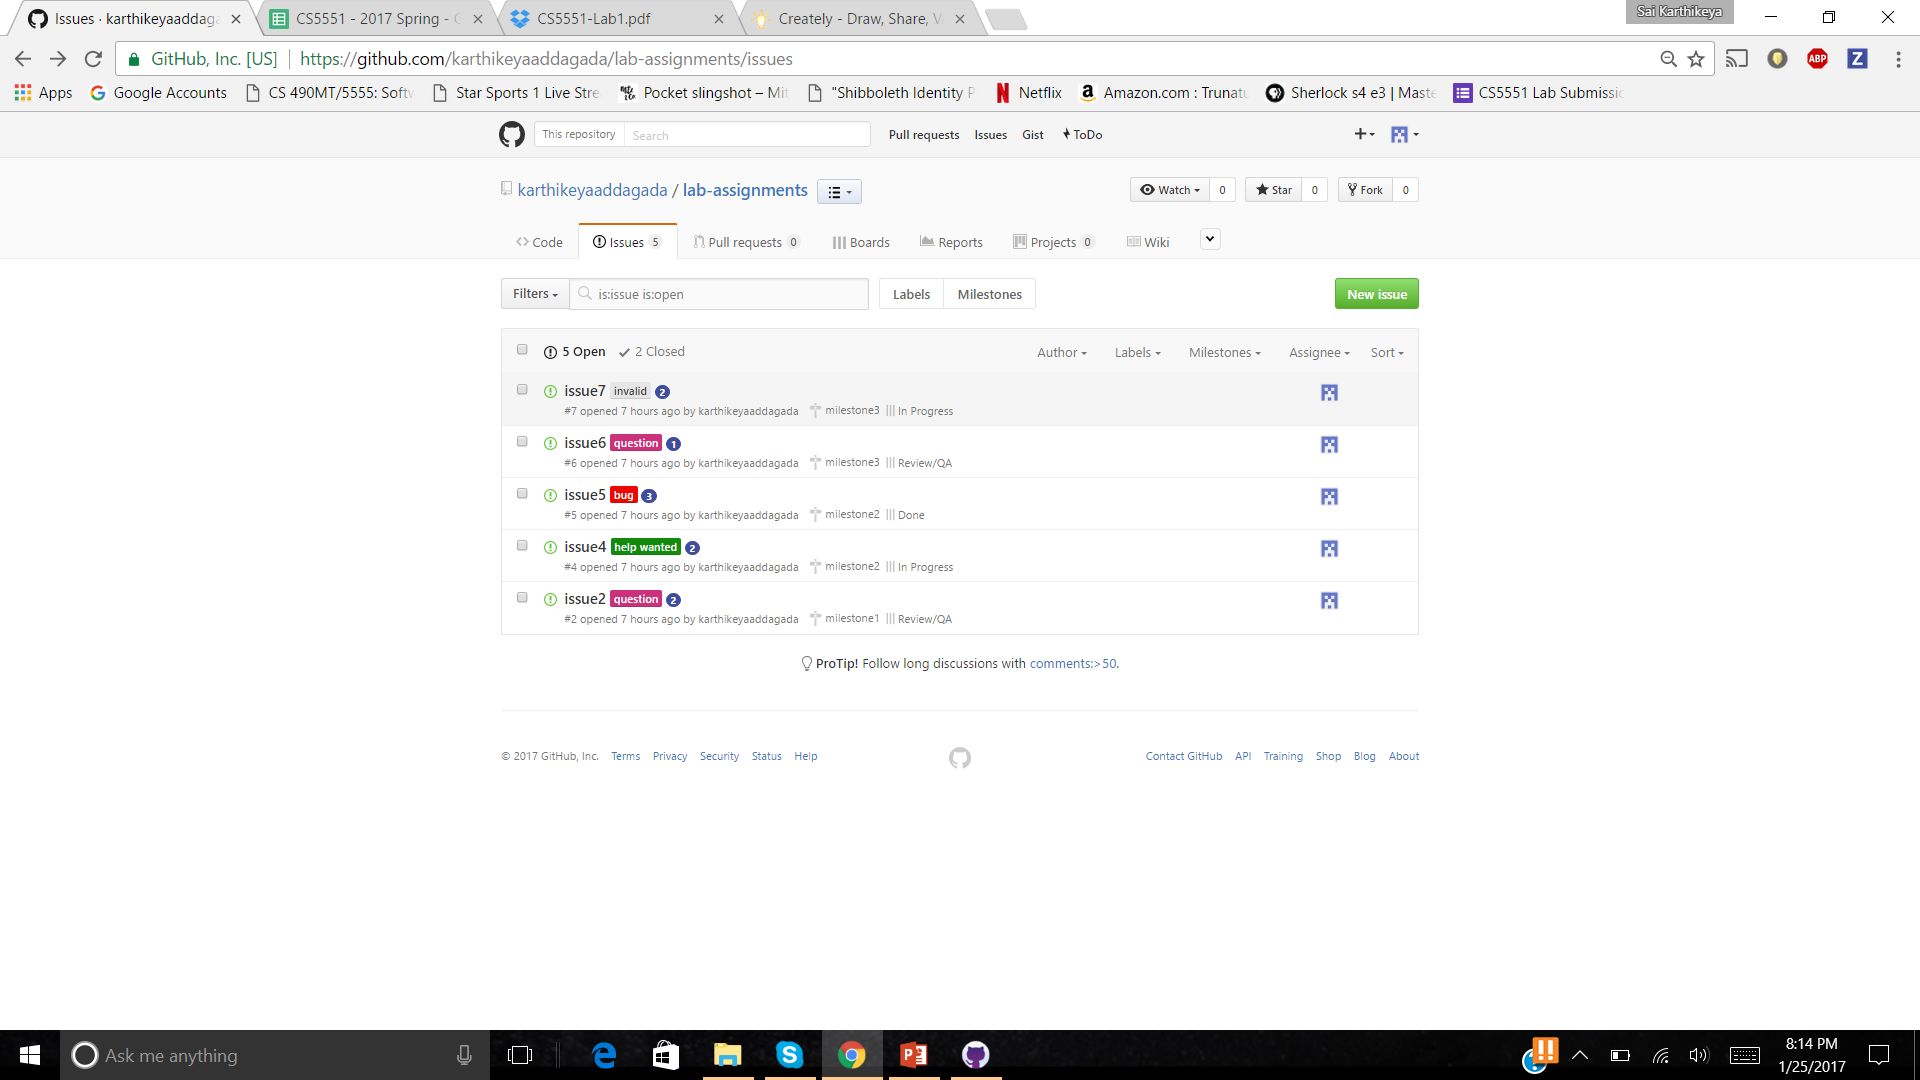 Issues · karthikeyaaddaga
CS5551 - 2017 Spring - G
CS5551-Lab1.pdf
Creately - Draw, Share, V
Sai Karthikeya
GitHub, Inc. [US]
https://github.com/karthikeyaaddagada/lab-assignments/issues
Apps
Google Accounts
CS 490MT/5555: Softw
Star Sports 1 Live Stre
Pocket slingshot – Mit
"Shibboleth Identity P
Netflix
Amazon.com : Trunatu
Sherlock s4 e3 | Maste
CS5551 Lab Submissio
ABP
Z
This repository
Search
Pull requests
Issues
Gist
ToDo
karthikeyaaddagada / lab-assignments
Watch 0
Star 0
Fork 0
Code
Issues 5
Pull requests 0
Boards
Reports
Projects 0
Wiki
Filters
is:issue is:open
Labels
Milestones
New issue
5 Open
2 Closed
Author
Labels
Milestones
Assignee
Sort
issue7 invalid 2
#7 opened 7 hours ago by karthikeyaaddagada milestone3 In Progress
issue6 question 1
#6 opened 7 hours ago by karthikeyaaddagada milestone3 Review/QA
issue5 bug 3
#5 opened 7 hours ago by karthikeyaaddagada milestone2 Done
issue4 help wanted 2
#4 opened 7 hours ago by karthikeyaaddagada milestone2 In Progress
issue2 question 2
#2 opened 7 hours ago by karthikeyaaddagada milestone1 Review/QA
ProTip! Follow long discussions with comments:>50.
© 2017 GitHub, Inc. Terms Privacy Security Status Help
Contact GitHub API Training Shop Blog About
Ask me anything
8:14 PM
1/25/2017